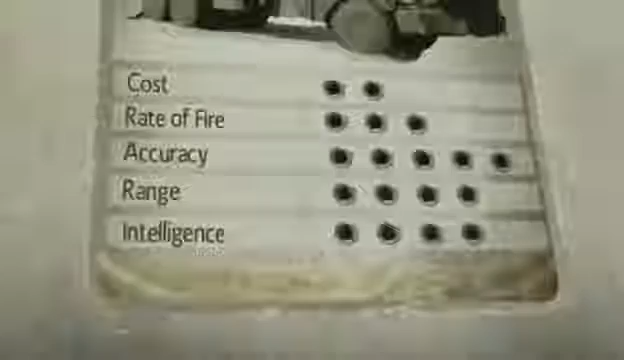 Cost
Rate of Fire
Accuracy
Range
Intelligence